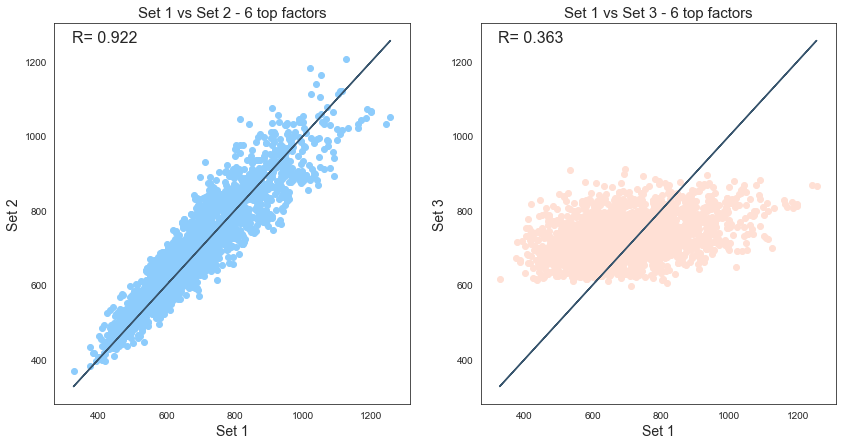 Set 1 vs Set 2 - 6 top factors
R= 0.922
1200
1000
800
600
400
Set 2
400 600 800 1000 1200
Set 1
Set 1 vs Set 3 - 6 top factors
R= 0.363
1200
1000
800
600
400
Set 3
400 600 800 1000 1200
Set 1